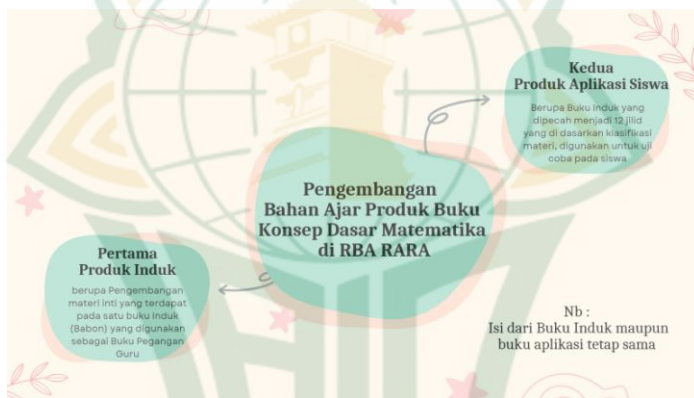 Kedua
Produk Aplikasi Siswa
Berupa Buku Induk yang
dipecah menjadi 12 jilid
yang di dasarkan klasifikasi
materi, digunakan untuk uji
coba pada siswa
Pengembangan
Bahan Ajar Produk Buku
Konsep Dasar Matematika
di RBA RARA
Pertama
Produk Induk
berupa Pengembangan
materi inti yang terdapat
pada satu buku Induk
(Babon) yang digunakan
sebagai Buku Pegangan
Guru
Nb :
Isi dari Buku Induk maupun
buku aplikasi tetap sama